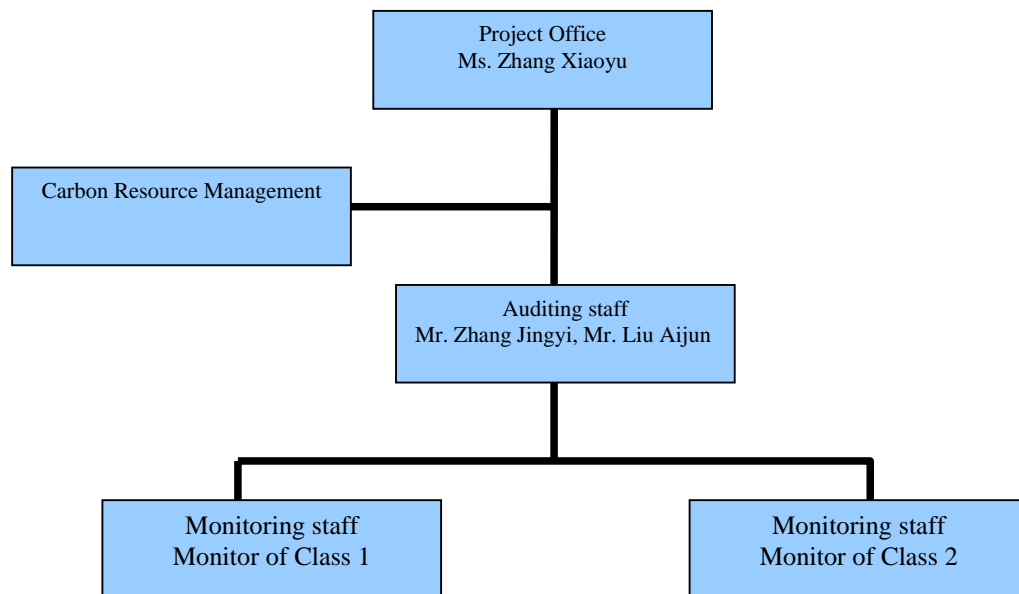 Project Office
Ms. Zhang Xiaoyu
Carbon Resource Management
Auditing staff
Mr. Zhang Jingyi, Mr. Liu Aijun
Monitoring staff
Monitor of Class 1
Monitoring staff
Monitor of Class 2